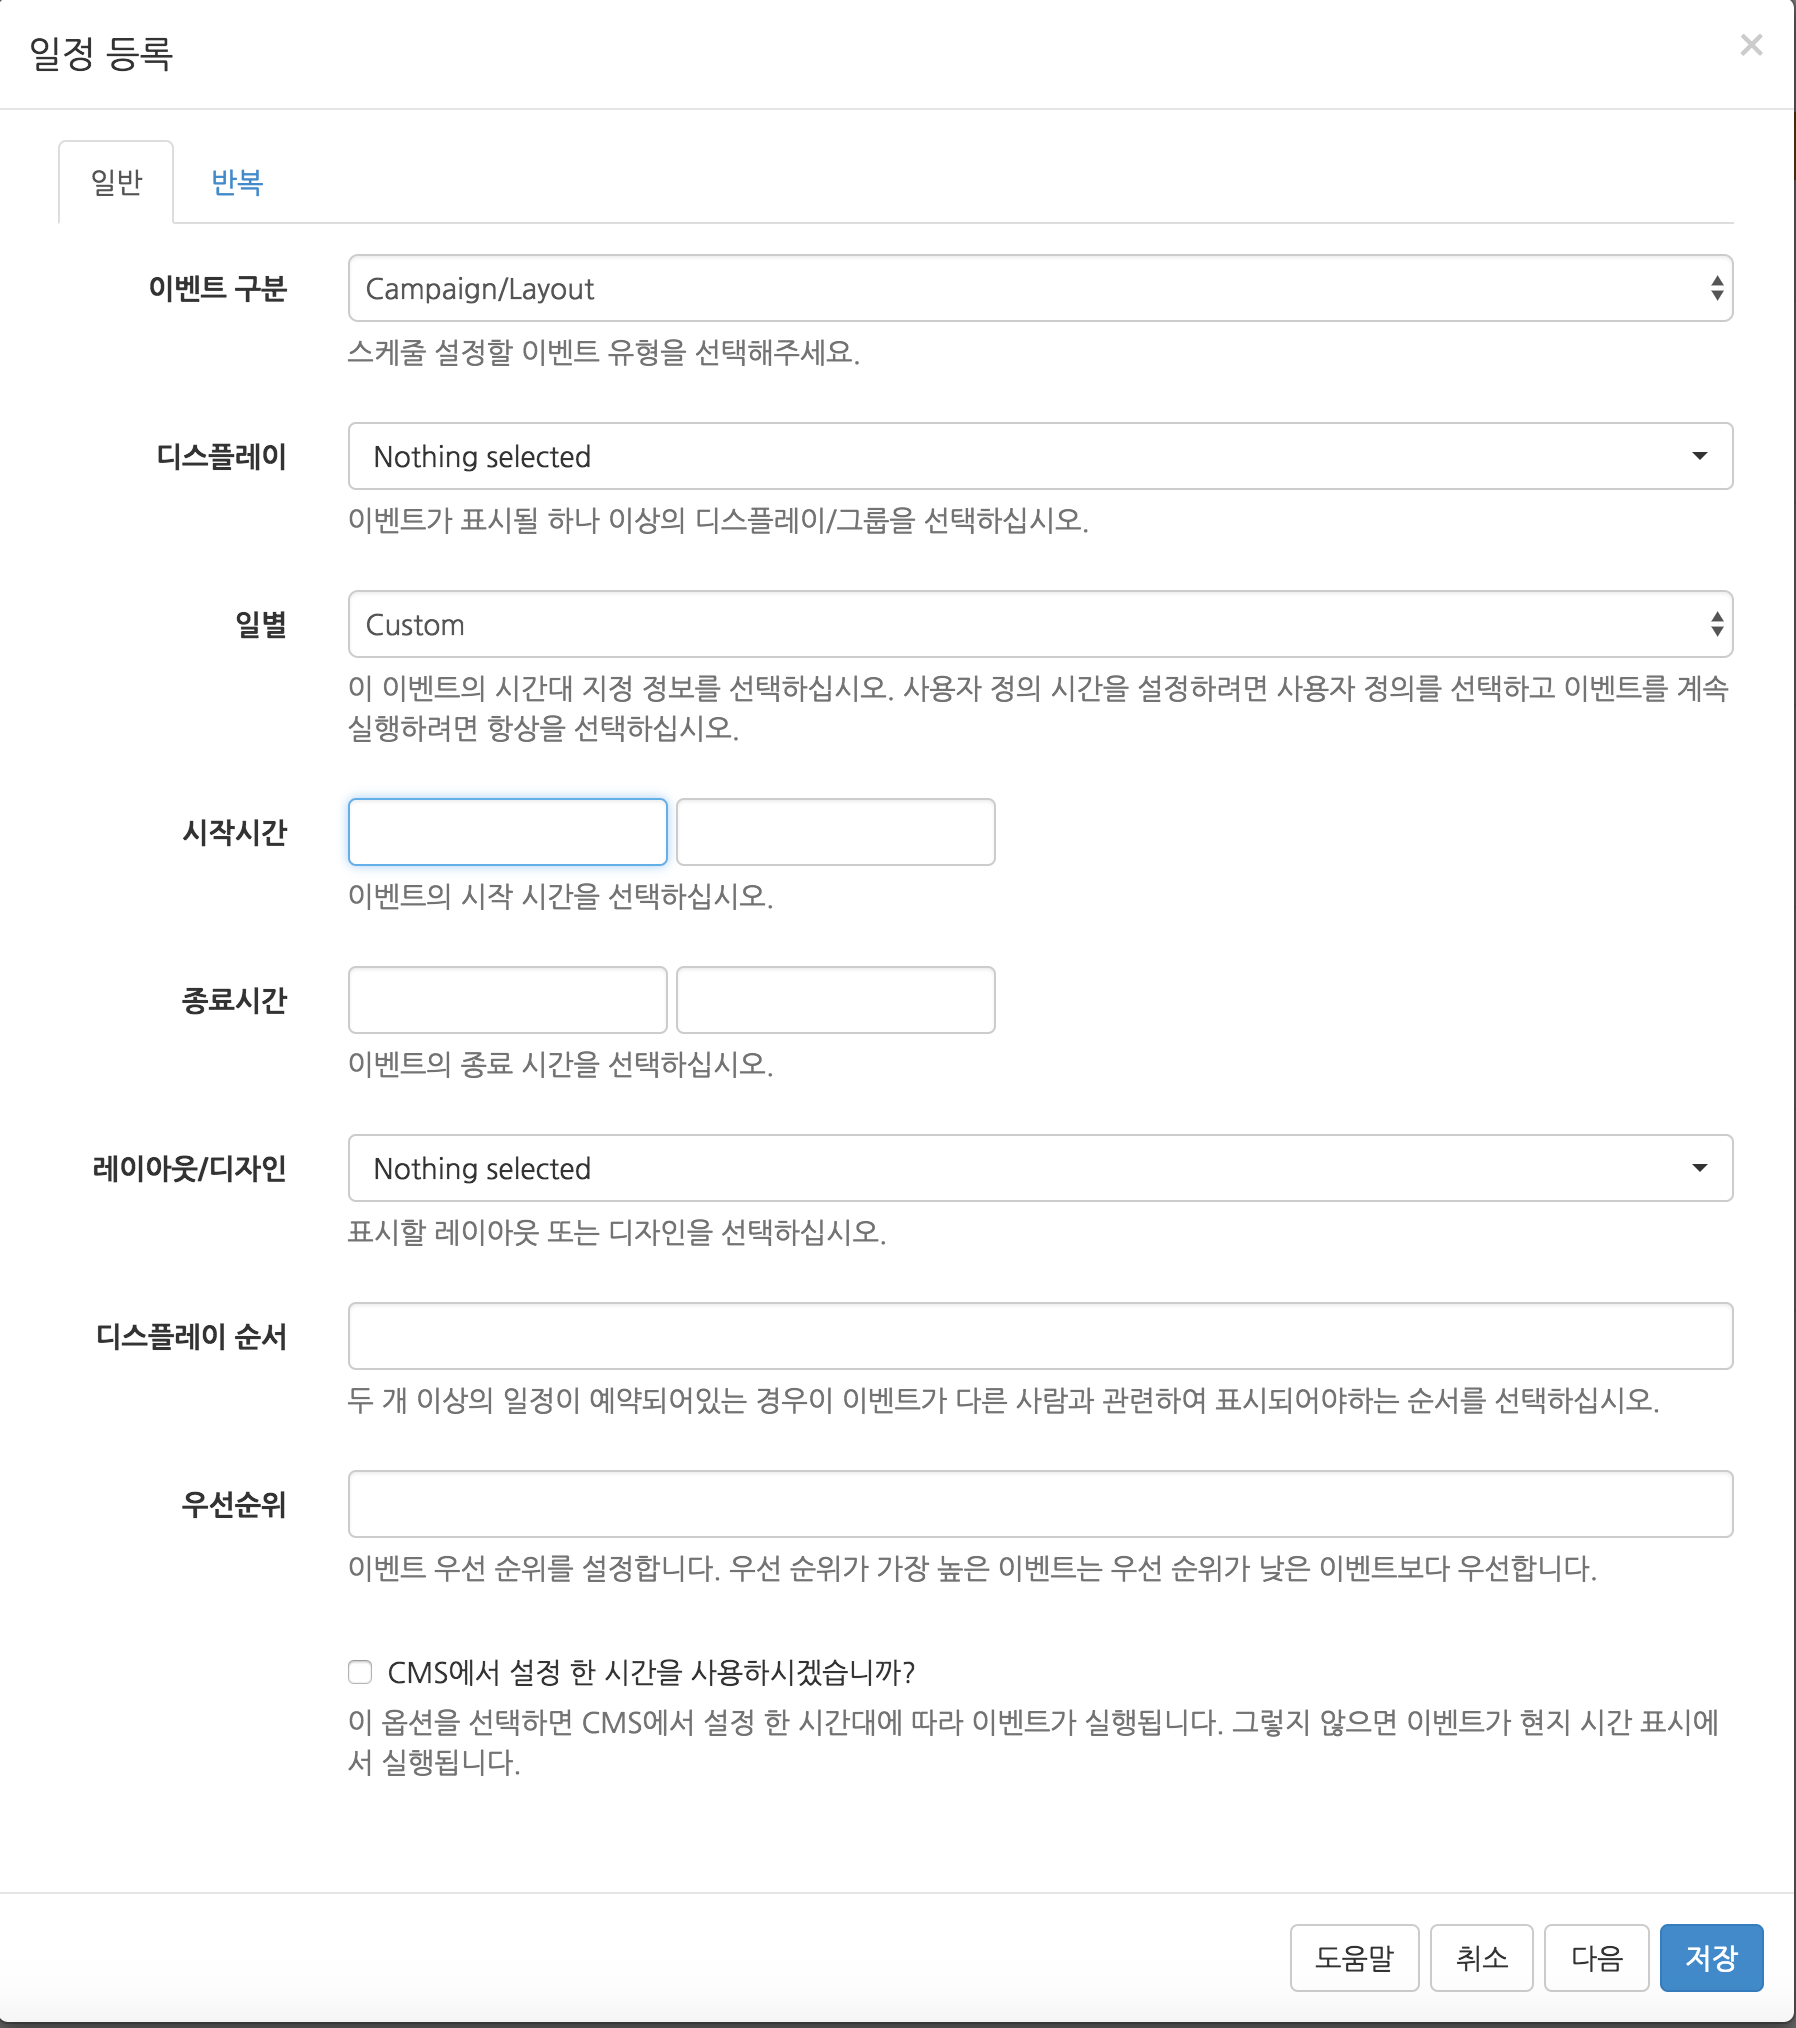 일정 등록
×
일반 반복
이벤트 구분 Campaign/Layout
스케줄 설정할 이벤트 유형을 선택해주세요.
디스플레이 Nothing selected
이벤트가 표시될 하나 이상의 디스플레이/그룹을 선택하십시오.
일별 Custom
이 이벤트의 시간대 지정 정보를 선택하십시오. 사용자 정의 시간을 설정하려면 사용자 정의를 선택하고 이벤트를 계속
실행하려면 항상을 선택하십시오.
시작시간
이벤트의 시작 시간을 선택하십시오.
종료시간
이벤트의 종료 시간을 선택하십시오.
레이아웃/디자인 Nothing selected
표시할 레이아웃 또는 디자인을 선택하십시오.
디스플레이 순서
두 개 이상의 일정이 예약되어있는 경우이 이벤트가 다른 사람과 관련하여 표시되어야하는 순서를 선택하십시오.
우선순위
이벤트 우선 순위를 설정합니다. 우선 순위가 가장 높은 이벤트는 우선 순위가 낮은 이벤트보다 우선합니다.
CMS에서 설정 한 시간을 사용하시겠습니까?
이 옵션을 선택하면 CMS에서 설정 한 시간대에 따라 이벤트가 실행됩니다. 그렇지 않으면 이벤트가 현지 시간 표시에
서 실행됩니다.
도움말 취소 다음 저장